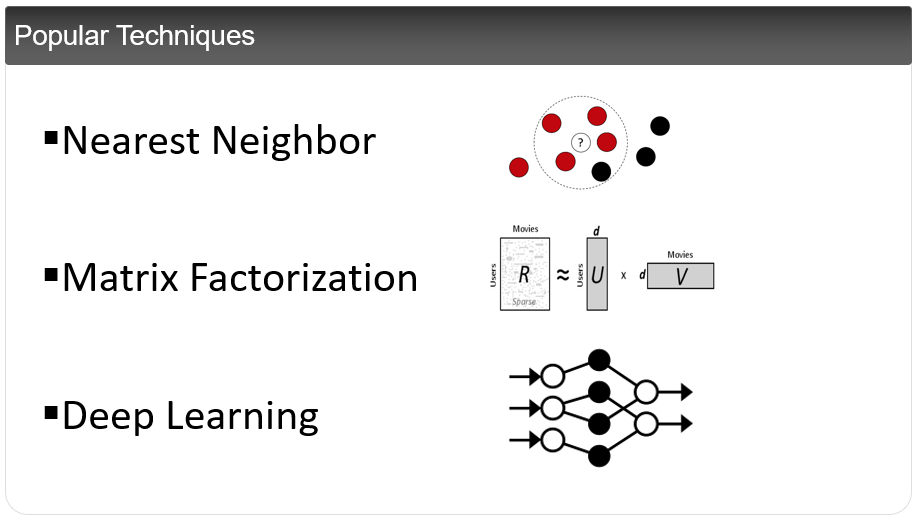 Popular Techniques
▪Nearest Neighbor
?
▪Matrix Factorization
Movies
Users
R
Sparse
≈
d
Users
U
x
Movies
d
V
▪Deep Learning